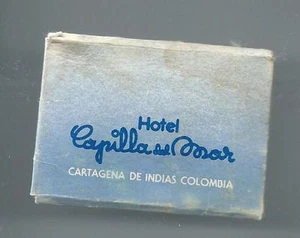 Hotel
Capilla del Mar
CARTAGENA DE INDIAS COLOMBIA